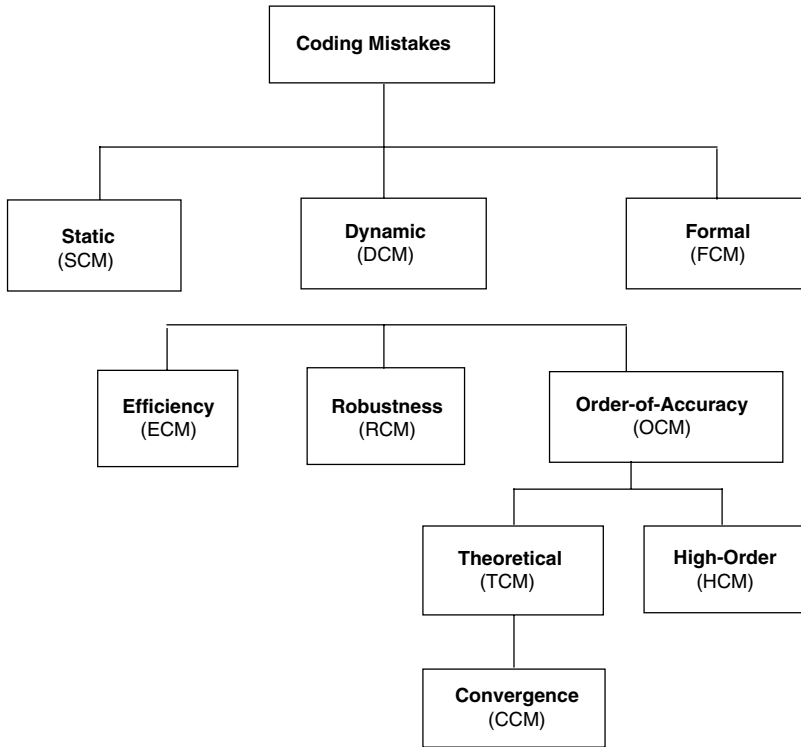 Coding Mistakes
Static
(SCM)
Dynamic
(DCM)
Formal
(FCM)
Efficiency
(ECM)
Robustness
(RCM)
Order-of-Accuracy
(OCM)
Theoretical
(TCM)
High-Order
(HCM)
Convergence
(CCM)